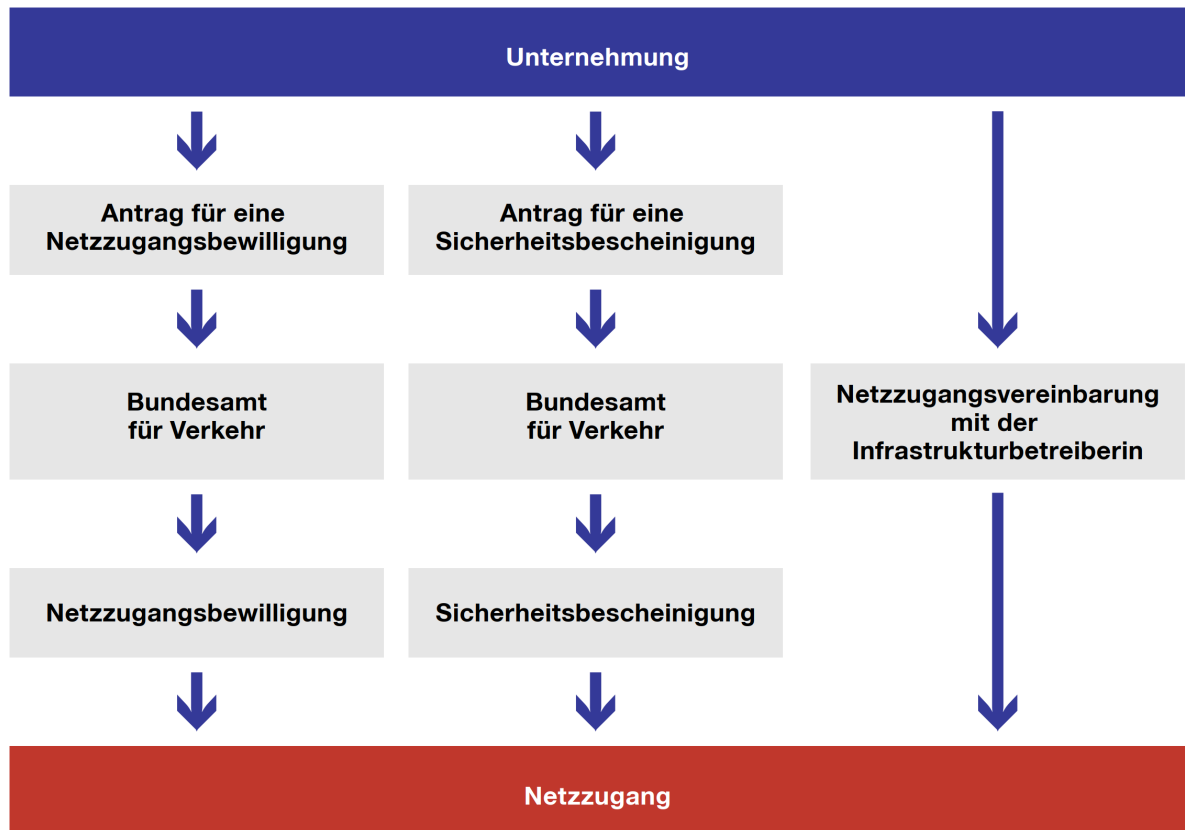 Unternehmung
Antrag für eine
Netzzugangsbewilligung
Antrag für eine
Sicherheitsbescheinigung
Bundesamt
für Verkehr
Bundesamt
für Verkehr
Netzzugangsvereinbarung
mit der
Infrastrukturbetreiberin
Netzzugangsbewilligung
Sicherheitsbescheinigung
Netzzugang